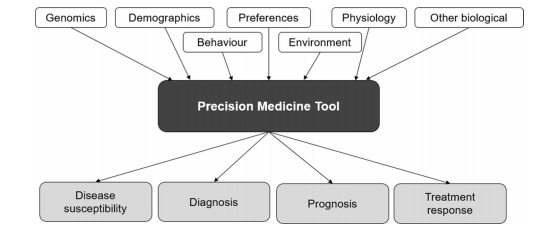 Genomics
Demographics
Preferences
Physiology
Other biological
Behaviour
Environment
Precision Medicine Tool
Disease
susceptibility
Diagnosis
Prognosis
Treatment
response